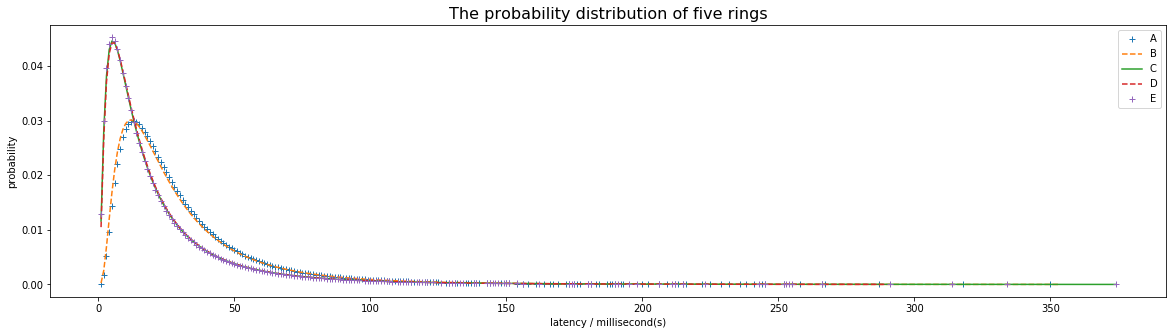 The probability distribution of five rings
A
B
C
D
E
probability
0.04
0.03
0.02
0.01
0.00
0
50
100
150
200
250
300
350
latency / millisecond(s)